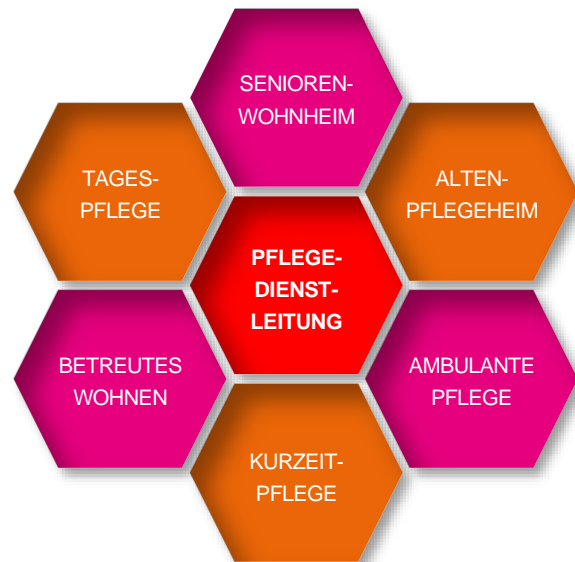 SENIOREN-
WOHNHEIM
TAGES-
PFLEGE
ALTEN-
PFLEGEHEIM
PFLEGE-
DIENST-
LEITUNG
BETREUTES
WOHNEN
AMBULANTE
PFLEGE
KURZEIT-
PFLEGE